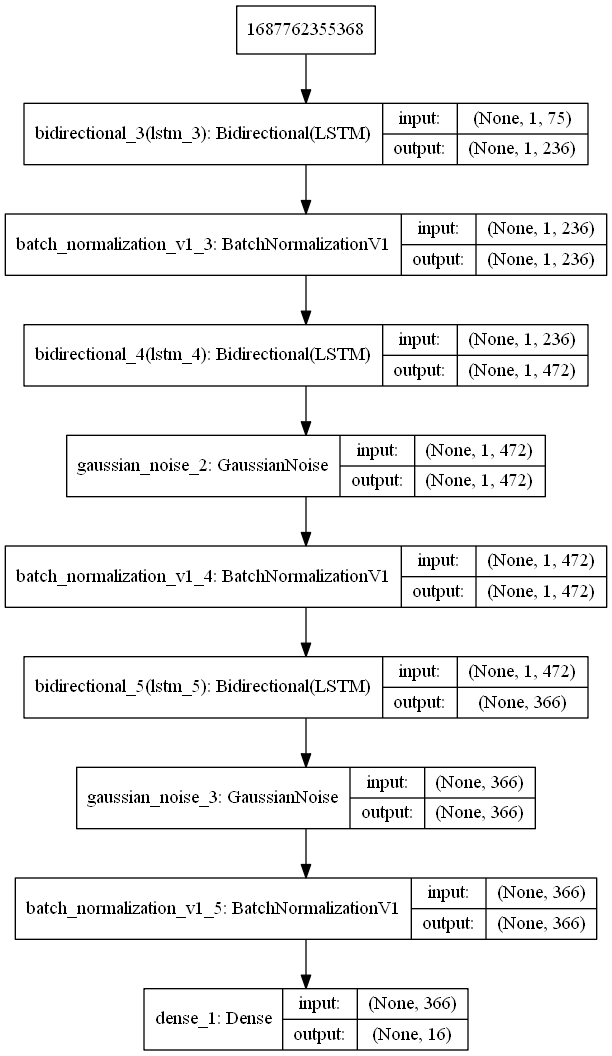 1687762355368
bidirectional_3(lstm_3): Bidirectional(LSTM)
input: (None, 1, 75)
output: (None, 1, 236)
batch_normalization_v1_3: BatchNormalizationV1
input: (None, 1, 236)
output: (None, 1, 236)
bidirectional_4(lstm_4): Bidirectional(LSTM)
input: (None, 1, 236)
output: (None, 1, 472)
gaussian_noise_2: GaussianNoise
input: (None, 1, 472)
output: (None, 1, 472)
batch_normalization_v1_4: BatchNormalizationV1
input: (None, 1, 472)
output: (None, 1, 472)
bidirectional_5(lstm_5): Bidirectional(LSTM)
input: (None, 1, 472)
output: (None, 366)
gaussian_noise_3: GaussianNoise
input: (None, 366)
output: (None, 366)
batch_normalization_v1_5: BatchNormalizationV1
input: (None, 366)
output: (None, 366)
dense_1: Dense
input: (None, 366)
output: (None, 16)